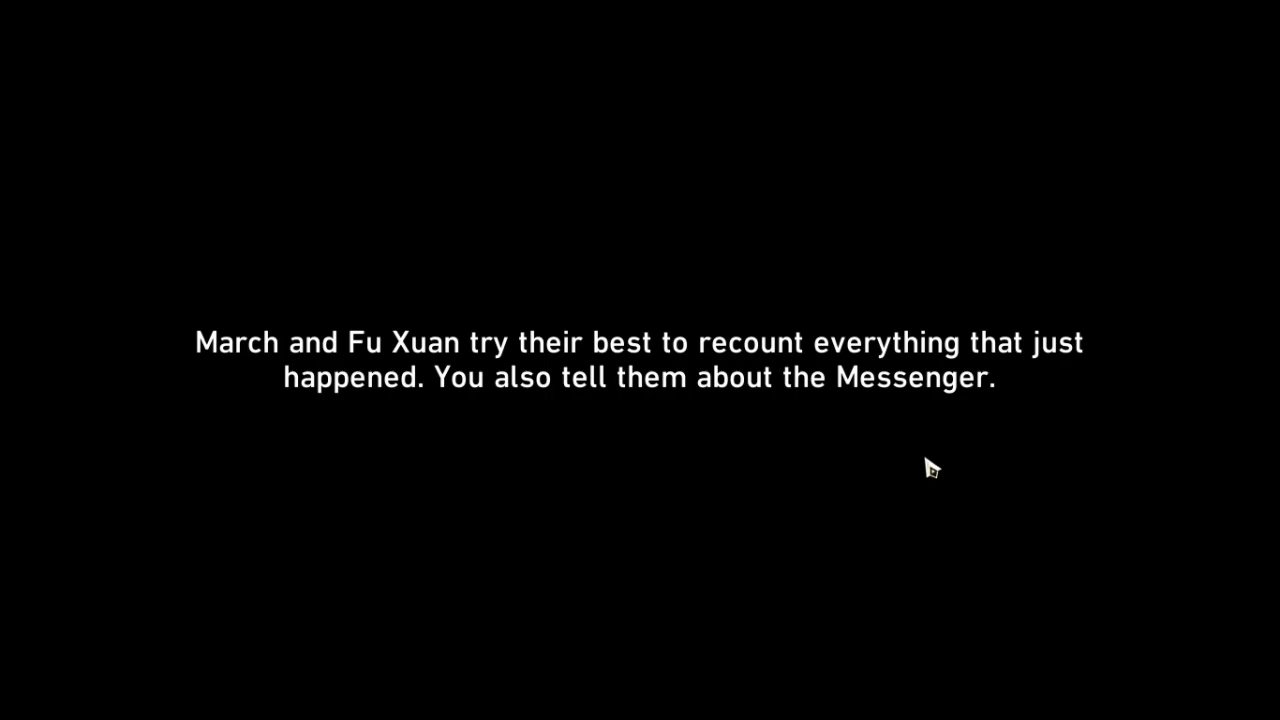 March and Fu Xuan try their best to recount everything that just
happened. You also tell them about the Messenger.